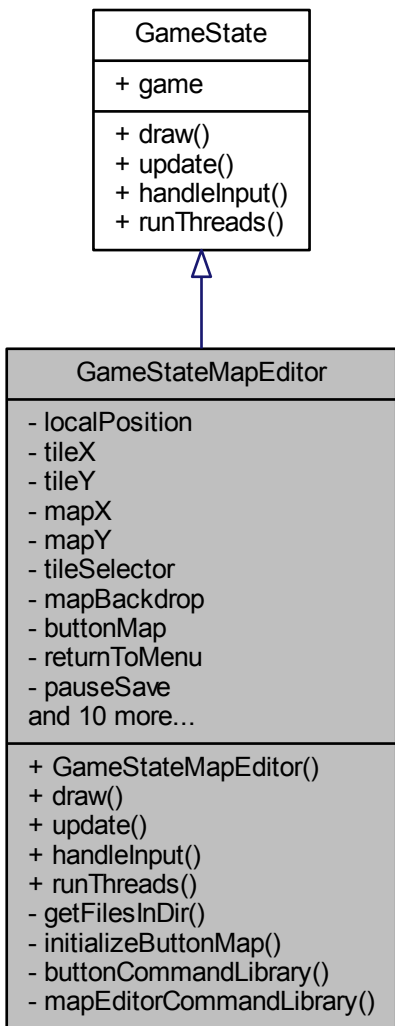 GameState
+ game
+ draw()
+ update()
+ handleInput()
+ runThreads()
GameStateMapEditor
- localPosition
- tileX
- tileY
- mapX
- mapY
- tileSelector
- mapBackdrop
- buttonMap
- returnToMenu
- pauseSave
and 10 more...
+ GameStateMapEditor()
+ draw()
+ update()
+ handleInput()
+ runThreads()
- getFilesInDir()
- initializeButtonMap()
- buttonCommandLibrary()
- mapEditorCommandLibrary()